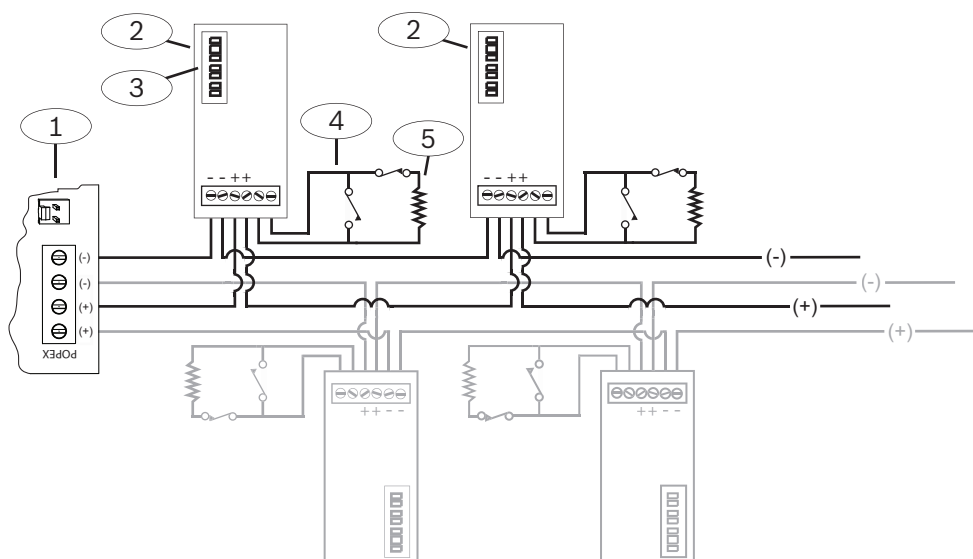 2
2
3
4
5
1
- - + +
- - + +
(-)
(-)
(-)
(-)
(+)
(+)
(+)
(+)
POPEX
+ + - -
+ + - -